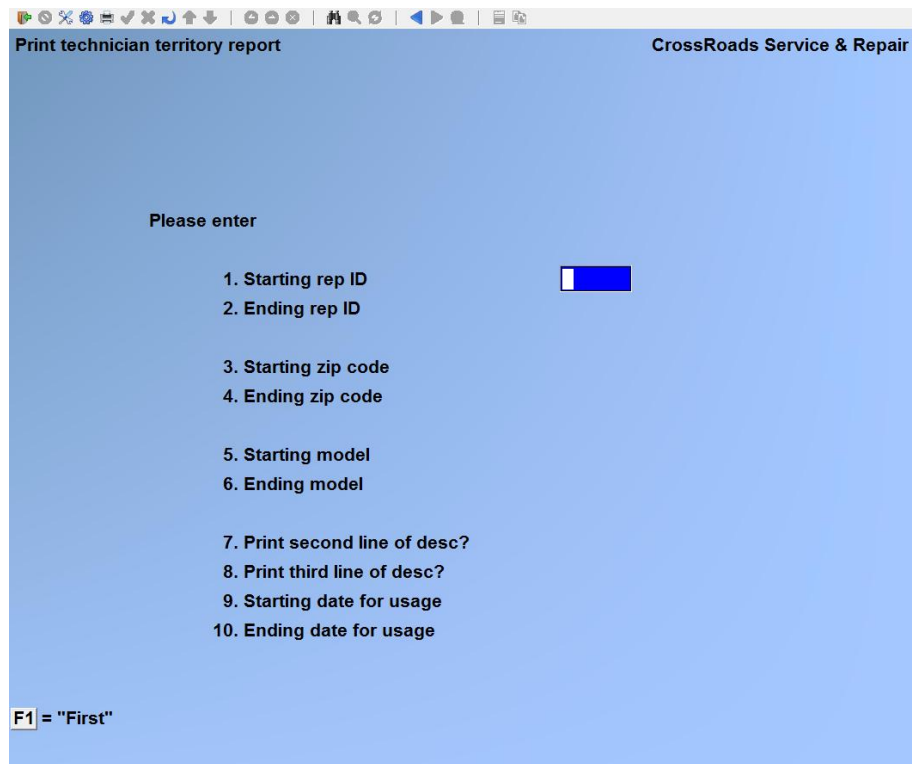 Print technician territory report CrossRoads Service & Repair
Please enter
1. Starting rep ID
2. Ending rep ID
3. Starting zip code
4. Ending zip code
5. Starting model
6. Ending model
7. Print second line of desc?
8. Print third line of desc?
9. Starting date for usage
10. Ending date for usage
F1 = "First"